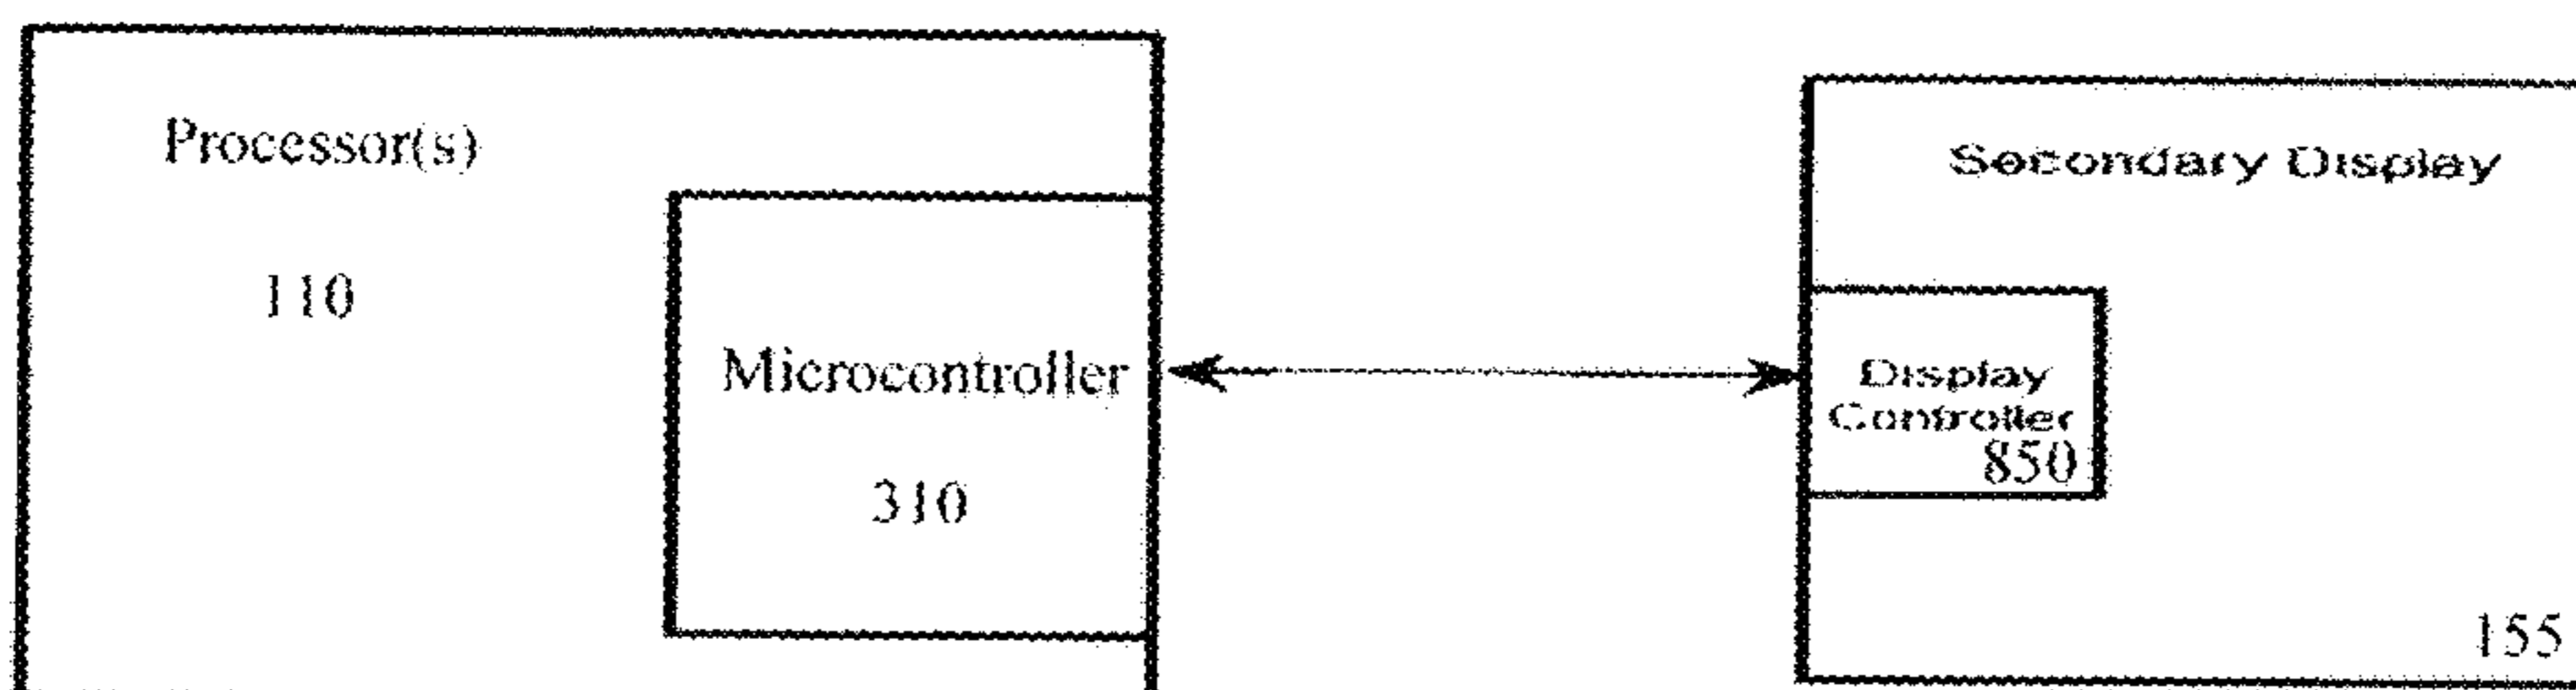 Processor(s)
110
Microcontroller
310
Secondary Display
Display
Controller
850
155